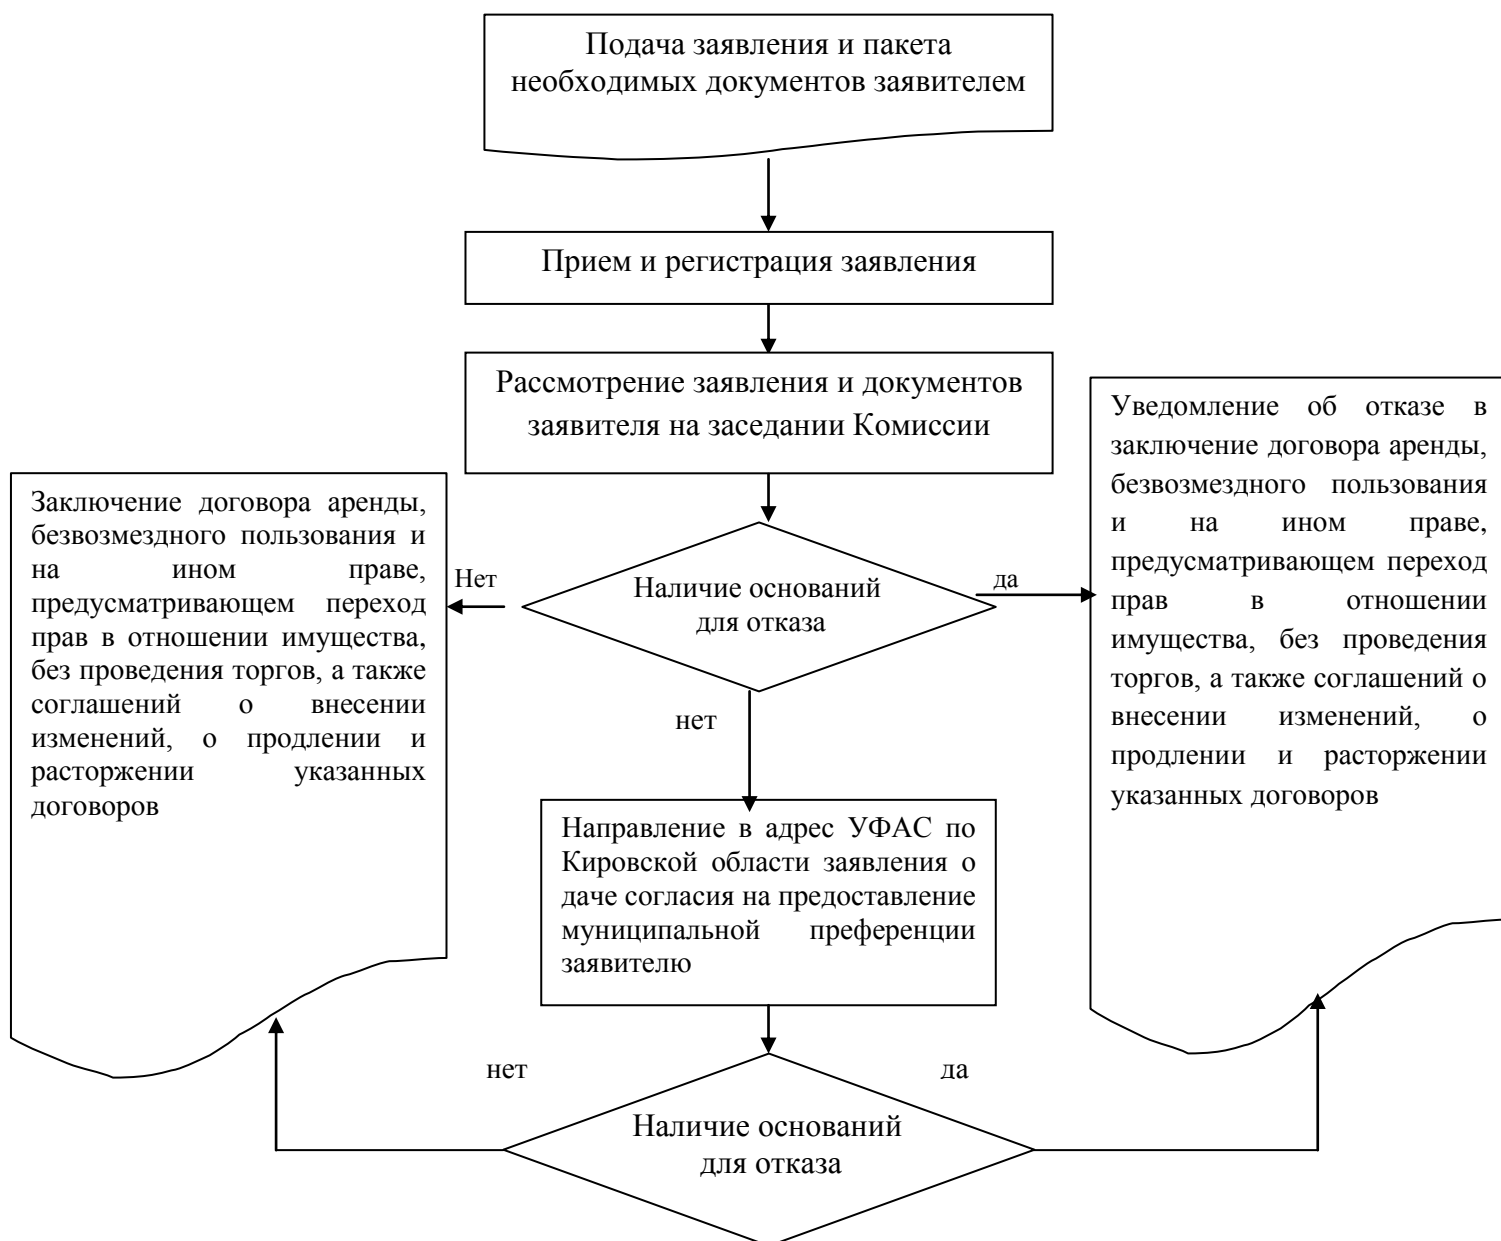 Подача заявления и пакета
необходимых документов заявителем
Прием и регистрация заявления
Рассмотрение заявления и документов
заявителя на заседании Комиссии
Заключение договора аренды,
безвозмездного пользования и
на ином праве,
предусматривающем переход
прав в отношении имущества,
без проведения торгов, а также
соглашений о внесении
изменений, о продлении и
расторжении указанных
договоров
Нет
Наличие оснований
для отказа
да
Уведомление об отказе в
заключение договора аренды,
безвозмездного пользования
и на ином праве,
предусматривающем переход
прав в отношении
имущества, без проведения
торгов, а также соглашений о
внесении изменений, о
продлении и расторжении
указанных договоров
нет
Направление в адрес УФАС по
Кировской области заявления о
даче согласия на предоставление
муниципальной преференции
заявителю
нет
да
Наличие оснований
для отказа